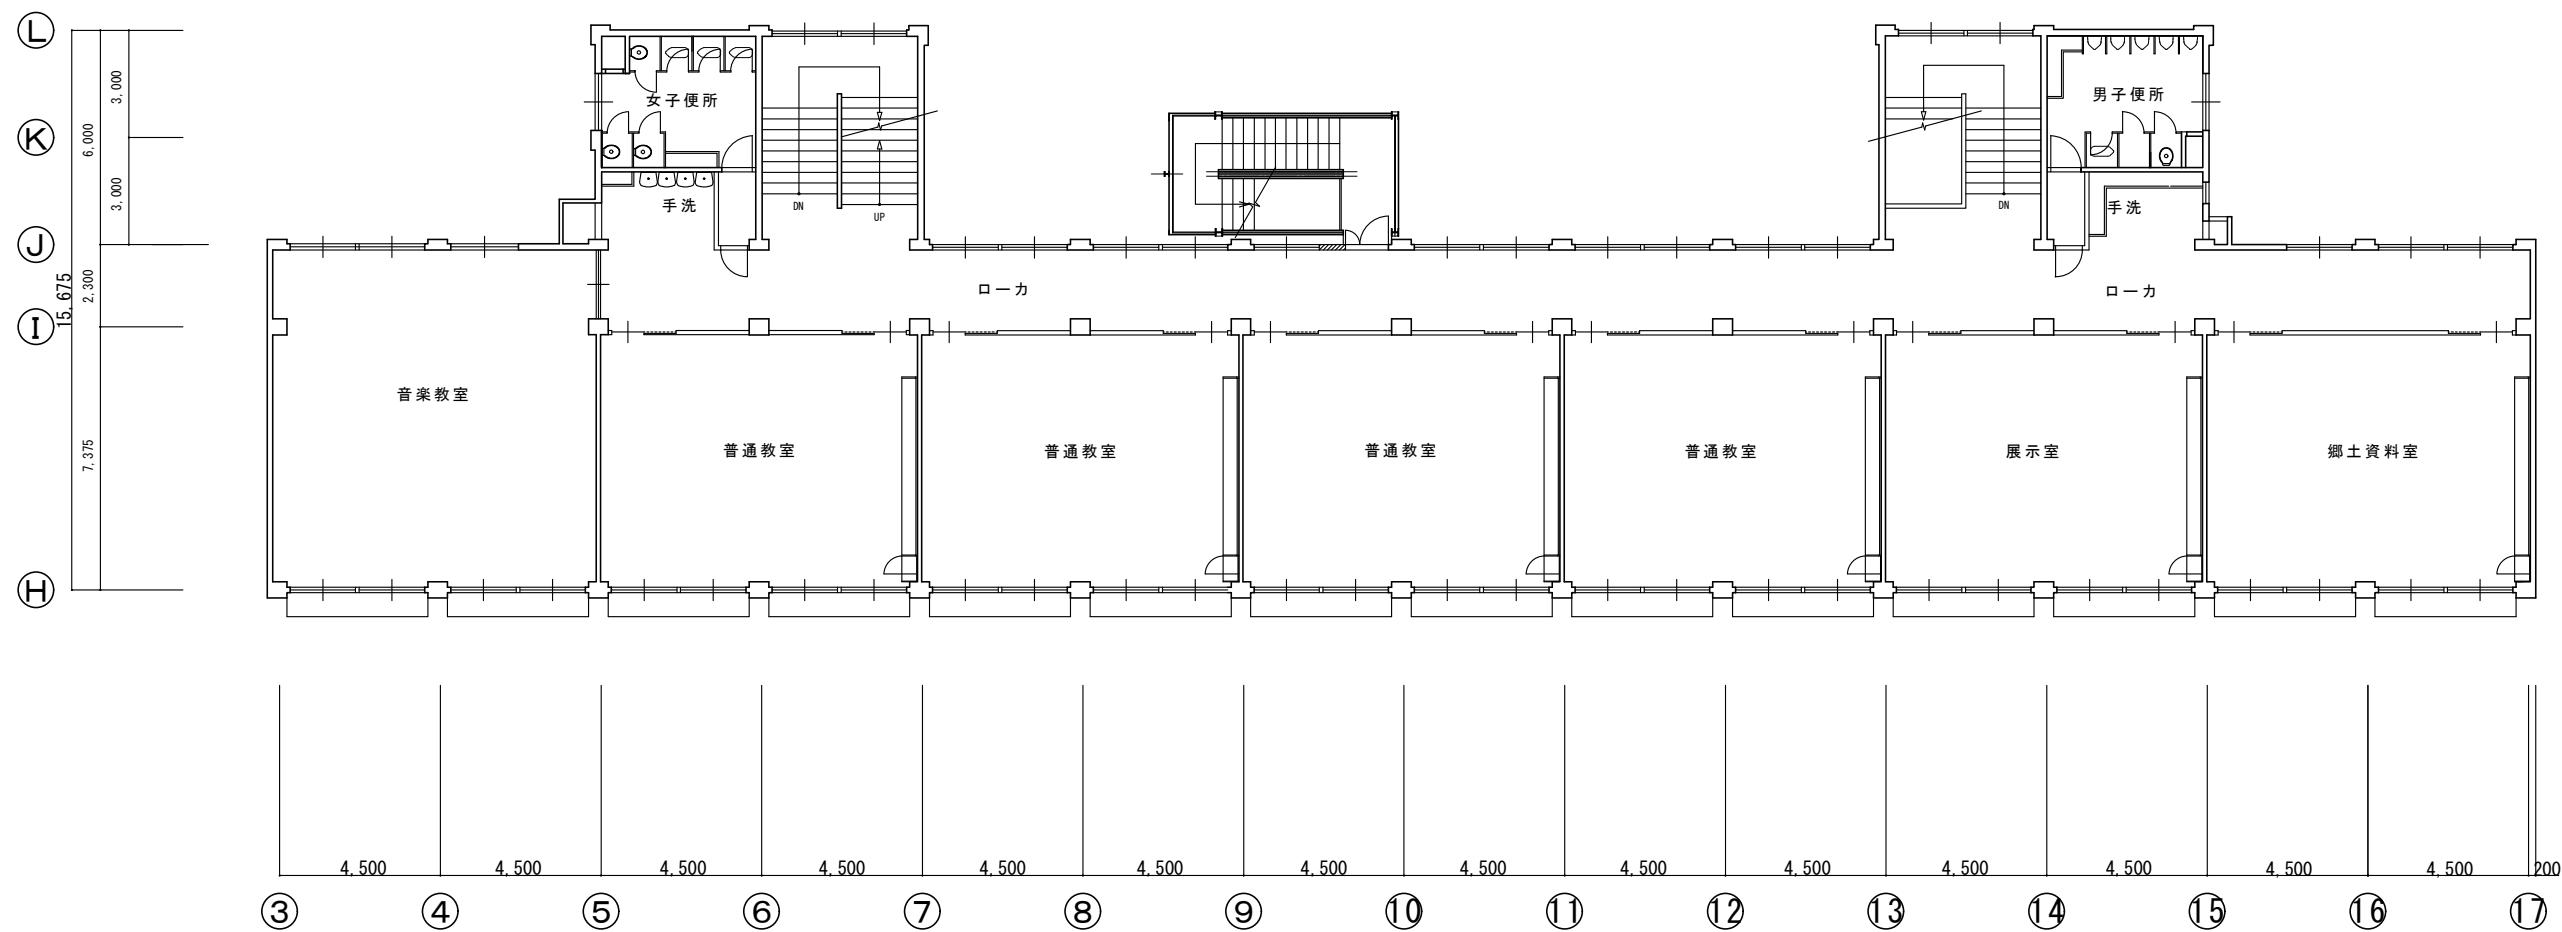 L
3,000
女子便所
男子便所
K
6,000
3,000
手洗
DN
UP
DN
手洗
J
2,300
15,675
ローカ
ローカ
I
音楽教室
7,375
普通教室
普通教室
普通教室
普通教室
展示室
郷土資料室
H
4,500 4,500 4,500 4,500 4,500 4,500 4,500 4,500 4,500 4,500 4,500 4,500 4,500 4,500 200
③ ④ ⑤ ⑥ ⑦ ⑧ ⑨ ⑩ ⑪ ⑫ ⑬ ⑭ ⑮ ⑯ ⑰